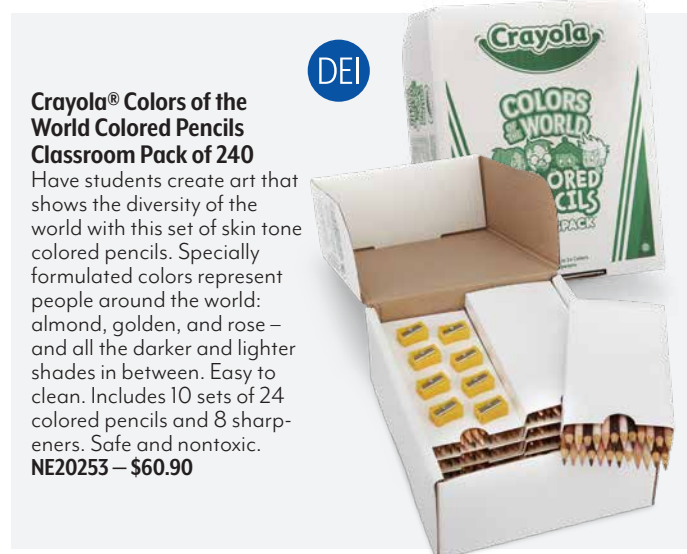 DEI
Crayola® Colors of the
World Colored Pencils
Classroom Pack of 240
Have students create art that
shows the diversity of the
world with this set of skin tone
colored pencils. Specially
formulated colors represent
people around the world:
almond, golden, and rose –
and all the darker and lighter
shades in between. Easy to
clean. Includes 10 sets of 24
colored pencils and 8 sharp-
eners. Safe and nontoxic.
NE20253 — $60.90
Crayola
COLORS
OF THE
WORLD
ORED
CILS
PACK